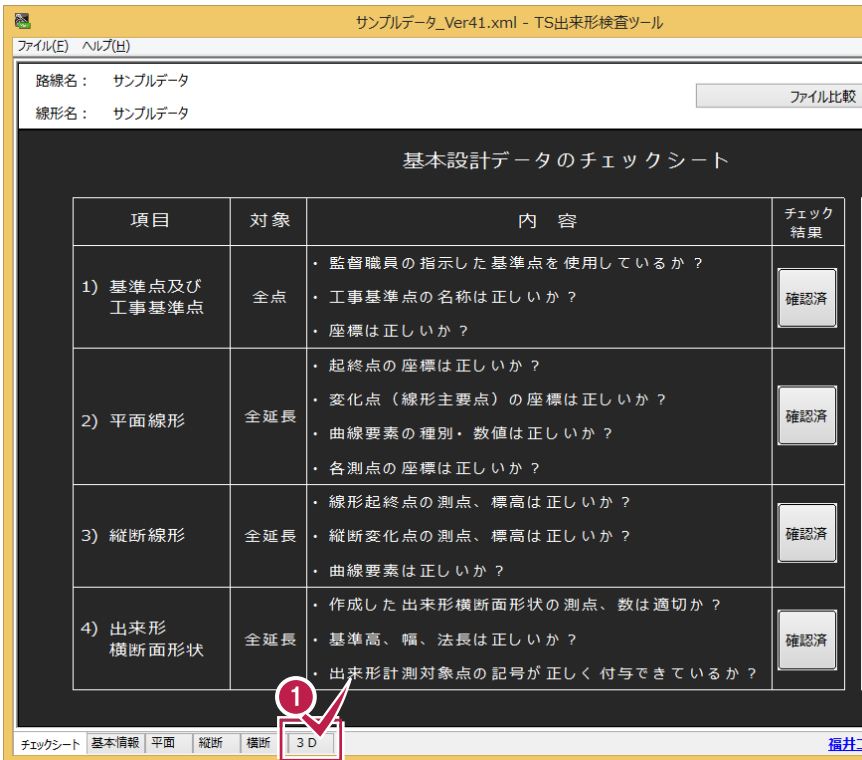 サンプルデータ_Ver41.xml - TS出来形検査ツール
ファイル(F) ヘルプ(H)
路線名： サンプルデータ
ファイル比較
線形名： サンプルデータ
基本設計データのチェックシート
項目 対象 内 容 チェック結果
1) 基準点及び
工事基準点
全点
・ 監督職員の指示した基準点を使用しているか？
・ 工事基準点の名称は正しいか？
・ 座標は正しいか？
確認済
2) 平面線形
全延長
・ 起終点の座標は正しいか？
・ 変化点（線形主要点）の座標は正しいか？
・ 曲線要素の種別・数値は正しいか？
・ 各測点の座標は正しいか？
確認済
3) 縦断線形
全延長
・ 線形起終点の測点、標高は正しいか？
・ 縦断変化点の測点、標高は正しいか？
・ 曲線要素は正しいか？
確認済
4) 出来形
横断面形状
全延長
・ 作成した出来形横断面形状の測点、数は適切か？
・ 基準高、幅、法長は正しいか？
・ 出来形計測対象点の記号が正しく付与できているか？
確認済
1
チェックシート 基本情報 平面 縦断 横断 3D
福井